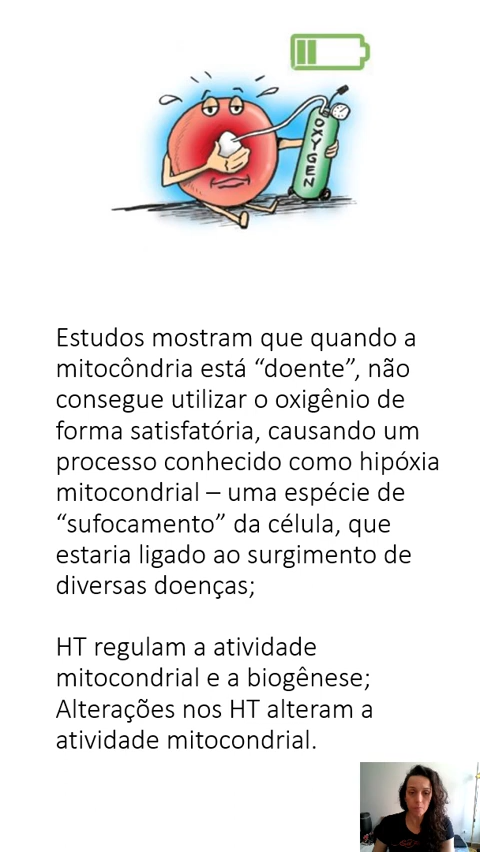 OXYGEN
Estudos mostram que quando a
mitocôndria está “doente”, não
consegue utilizar o oxigênio de
forma satisfatória, causando um
processo conhecido como hipóxia
mitocondrial – uma espécie de
“sufocamento” da célula, que
estaria ligado ao surgimento de
diversas doenças;
HT regulam a atividade
mitocondrial e a biogênese;
Alterações nos HT alteram a
atividade mitocondrial.